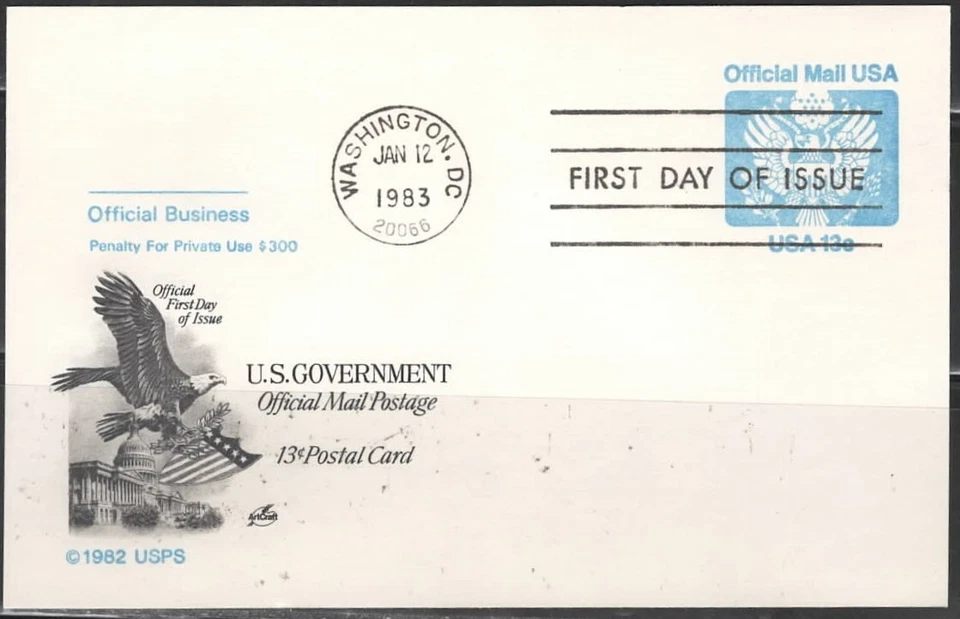 Official Mail USA
WASHINGTON, DC
JAN 12
1983
20066
FIRST DAY OF ISSUE
USA 13c
Official Business
Penalty For Private Use $300
Official
First Day
of Issue
U.S. GOVERNMENT
Official Mail Postage
13¢ Postal Card
ArtCraft
©1982 USPS